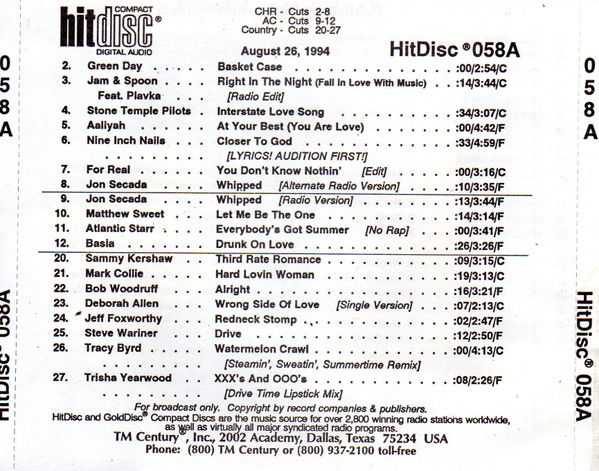 COMPACT
hit disc®
DIGITAL AUDIO
CHR - Cuts 2-8
AC - Cuts 9-12
Country - Cuts 20-27
August 26, 1994 HitDisc®058A
2. Green Day . . . . . . . Basket Case . . . . . . . . . . . . . . . . . . . . :00/2:54/C
3. Jam & Spoon . . . . . Right In The Night (Fall In Love With Music) . :14/3:44/C
Feat. Plavka . . . . [Radio Edit]
4. Stone Temple Pilots . Interstate Love Song . . . . . . . . . . . . . :34/3:07/C
5. Aaliyah . . . . . . . . . At Your Best (You Are Love) . . . . . . . . :00/4:42/F
6. Nine Inch Nails . . . . Closer To God . . . . . . . . . . . . . . . . . :33/4:59/F
. . . . . . . . . . . . . [LYRICS! AUDITION FIRST!]
7. For Real . . . . . . . . You Don't Know Nothin' [Edit] . . . . . :00/3:16/C
8. Jon Secada . . . . . . Whipped [Alternate Radio Version] . . :10/3:35/F
9. Jon Secada . . . . . . Whipped [Radio Version] . . . . . . . . :13/3:44/F
10. Matthew Sweet . . . . Let Me Be The One . . . . . . . . . . . . . . :14/3:14/F
11. Atlantic Starr . . . . . Everybody's Got Summer [No Rap] . . :00/3:41/F
12. Basia . . . . . . . . . . Drunk On Love . . . . . . . . . . . . . . . . . :26/3:26/F
20. Sammy Kershaw . . . Third Rate Romance . . . . . . . . . . . . . :09/3:15/C
21. Mark Collie . . . . . . . Hard Lovin Woman . . . . . . . . . . . . . . :19/3:13/C
22. Bob Woodruff . . . . . Alright . . . . . . . . . . . . . . . . . . . . . . :16/3:21/F
23. Deborah Allen . . . . . Wrong Side Of Love [Single Version] . . :07/2:13/C
24. Jeff Foxworthy . . . . Redneck Stomp . . . . . . . . . . . . . . . . :02/2:47/F
25. Steve Wariner . . . . . Drive . . . . . . . . . . . . . . . . . . . . . . . :12/2:50/F
26. Tracy Byrd . . . . . . . Watermelon Crawl . . . . . . . . . . . . . . . :00/4:13/C
. . . . . . . . . . . . . [Steamin', Sweatin', Summertime Remix]
27. Trisha Yearwood . . . XXX's And OOO's . . . . . . . . . . . . . . . :08/2:26/F
. . . . . . . . . . . . . [Drive Time Lipstick Mix]
For broadcast only. Copyright by record companies & publishers.
HitDisc and GoldDisc® Compact Discs are the music source for over 2,800 winning radio stations worldwide,
as well as virtually all major syndicated radio programs.
TM Century®, Inc., 2002 Academy, Dallas, Texas 75234 USA
Phone: (800) TM Century or (800) 937-2100 toll-free
058A
HitDisc® 058A
058A
HitDisc® 058A